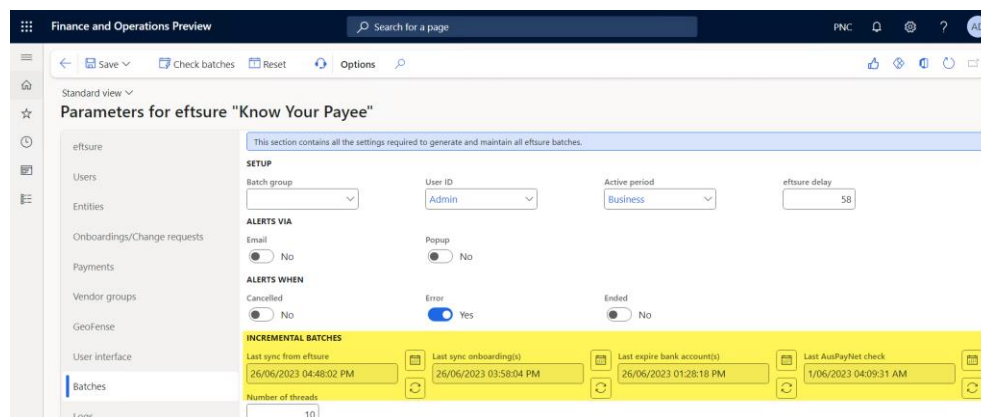 Finance and Operations Preview
Search for a page
PNC
?
AD
Save
Check batches
Reset
Options
Standard view
Parameters for eftsure "Know Your Payee"
eftsure
Users
Entities
Onboardings/Change requests
Payments
Vendor groups
GeoFense
User interface
Batches
Logs
This section contains all the settings required to generate and maintain all eftsure batches.
SETUP
Batch group
User ID
Active period
eftsure delay
Admin
Business
58
ALERTS VIA
Email
Popup
No
No
ALERTS WHEN
Cancelled
Error
Ended
No
Yes
No
INCREMENTAL BATCHES
Last sync from eftsure
Last sync onboarding(s)
Last expire bank account(s)
Last AusPayNet check
26/06/2023 04:48:02 PM
26/06/2023 03:58:04 PM
26/06/2023 01:28:18 PM
1/06/2023 04:09:31 AM
Number of threads
10